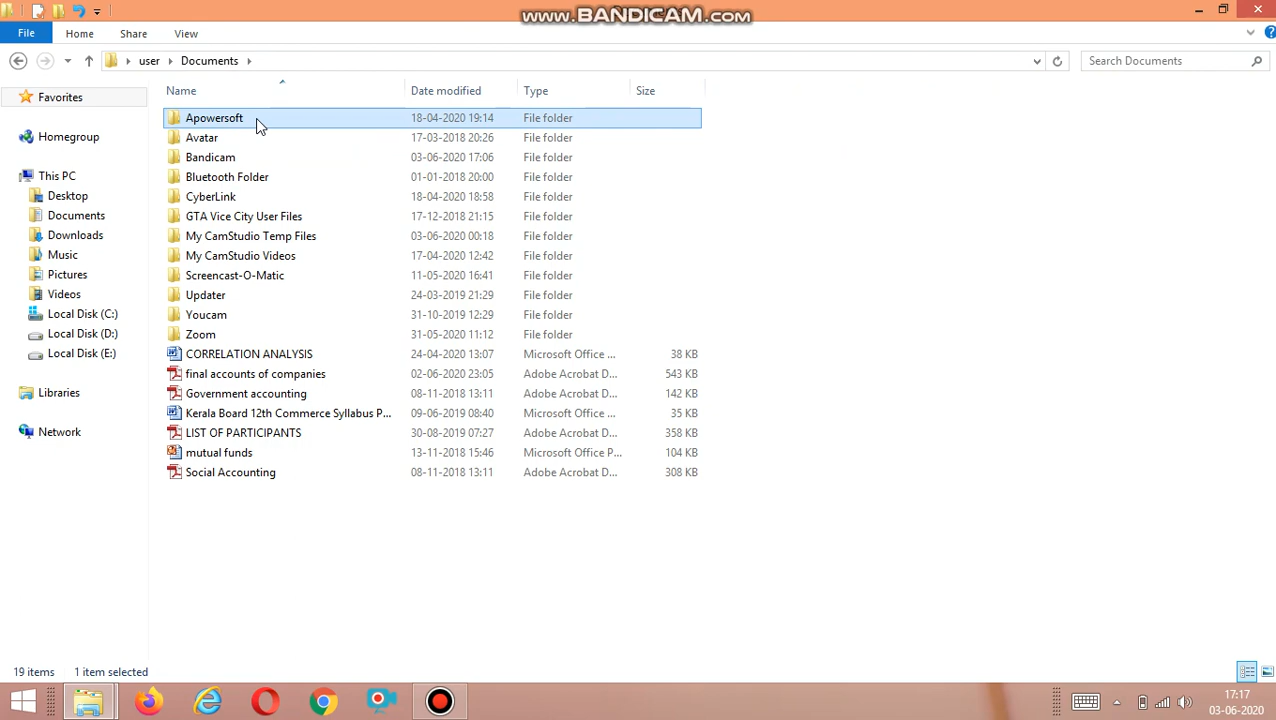 www.BANDICAM.com
File Home Share View
user Documents Search Documents
Name Date modified Type Size
Favorites
Homegroup
This PC
Desktop
Documents
Downloads
Music
Pictures
Videos
Local Disk (C:)
Local Disk (D:)
Local Disk (E:)
Libraries
Network
Apowersoft 18-04-2020 19:14 File folder
Avatar 17-03-2018 20:26 File folder
Bandicam 03-06-2020 17:06 File folder
Bluetooth Folder 01-01-2018 20:00 File folder
CyberLink 18-04-2020 18:58 File folder
GTA Vice City User Files 17-12-2018 21:15 File folder
My CamStudio Temp Files 03-06-2020 00:18 File folder
My CamStudio Videos 17-04-2020 12:42 File folder
Screencast-O-Matic 11-05-2020 16:41 File folder
Updater 24-03-2019 21:29 File folder
Youcam 31-10-2019 12:29 File folder
Zoom 31-05-2020 11:12 File folder
CORRELATION ANALYSIS 24-04-2020 13:07 Microsoft Office ... 38 KB
final accounts of companies 02-06-2020 23:05 Adobe Acrobat D... 543 KB
Government accounting 08-11-2018 13:11 Adobe Acrobat D... 142 KB
Kerala Board 12th Commerce Syllabus P... 09-06-2019 08:40 Microsoft Office ... 35 KB
LIST OF PARTICIPANTS 30-08-2019 07:27 Adobe Acrobat D... 358 KB
mutual funds 13-11-2018 15:46 Microsoft Office P... 104 KB
Social Accounting 08-11-2018 13:11 Adobe Acrobat D... 308 KB
19 items 1 item selected
17:17
03-06-2020